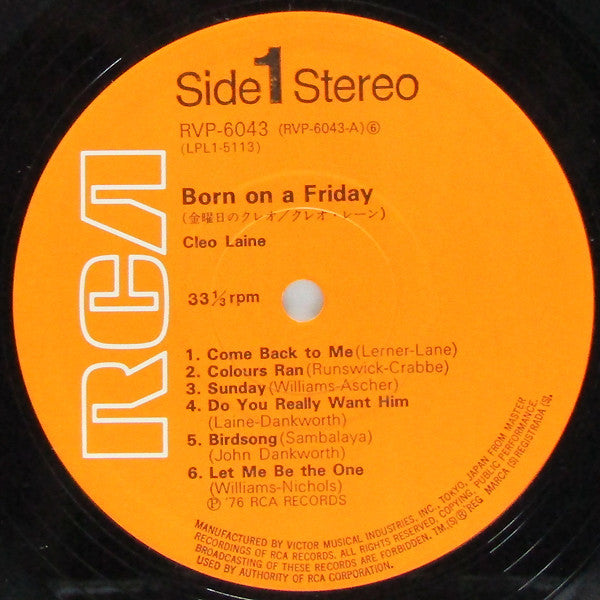 Side 1 Stereo
RVP-6043 (RVP-6043-A)⑥
(LPL1-5113)
Born on a Friday
(金曜日のクレオ/クレオ・レーン)
Cleo Laine
33⅓ rpm
RCA
1. Come Back to Me (Lerner-Lane)
2. Colours Ran (Runswick-Crabbe)
3. Sunday (Williams-Ascher)
4. Do You Really Want Him
(Laine-Dankworth)
5. Birdsong (Sambalaya)
(John Dankworth)
6. Let Me Be the One
(Williams-Nichols)
Ⓟ '76 RCA RECORDS
MANUFACTURED BY VICTOR MUSICAL INDUSTRIES, INC. TOKYO, JAPAN FROM MASTER
RECORDINGS OF RCA RECORDS. ALL RIGHTS RESERVED, PUBLIC PERFORMANCE,
BROADCASTING OF THESE RECORDS ARE FORBIDDEN. TM.(S)® REG. MARCA (S) REGISTRADA (S).
USED BY AUTHORITY OF RCA CORPORATION.